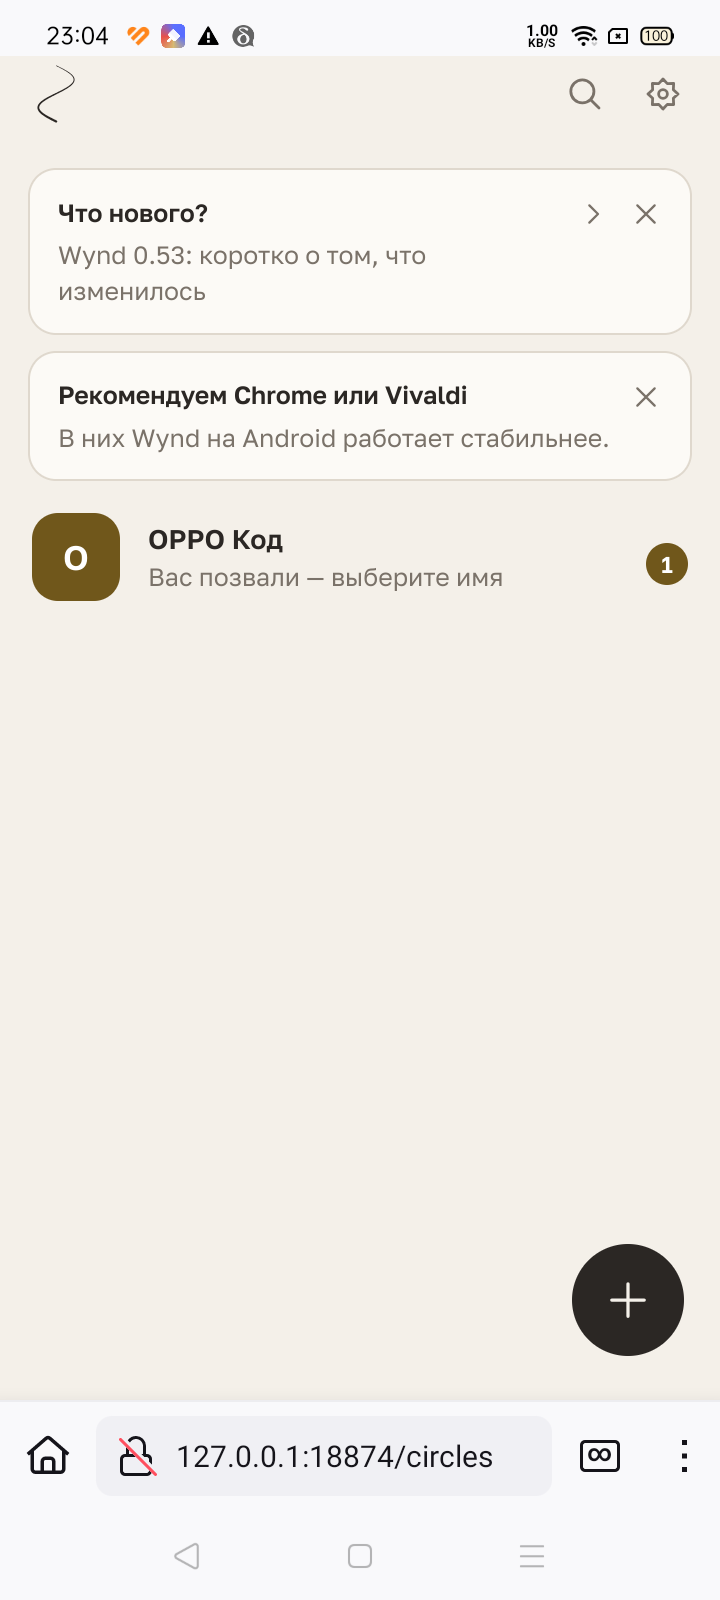 23:04
1.00
KB/S
100
Что нового?
Wynd 0.53: коротко о том, что
изменилось
Рекомендуем Chrome или Vivaldi
В них Wynd на Android работает стабильнее.
О
OPPO Код
Вас позвали — выберите имя
1
127.0.0.1:18874/circles